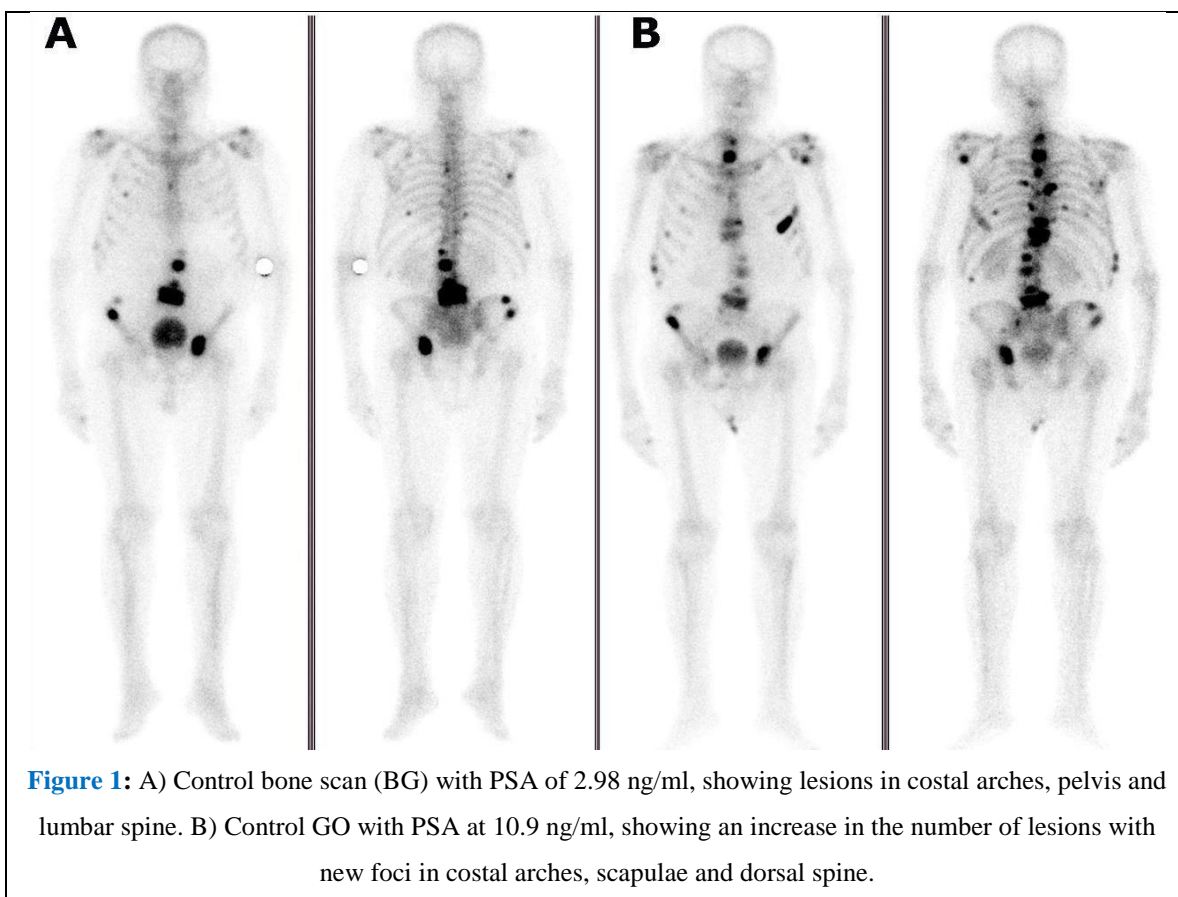 A
B
Figure 1: A) Control bone scan (BG) with PSA of 2.98 ng/ml, showing lesions in costal arches, pelvis and
lumbar spine. B) Control GO with PSA at 10.9 ng/ml, showing an increase in the number of lesions with
new foci in costal arches, scapulae and dorsal spine.